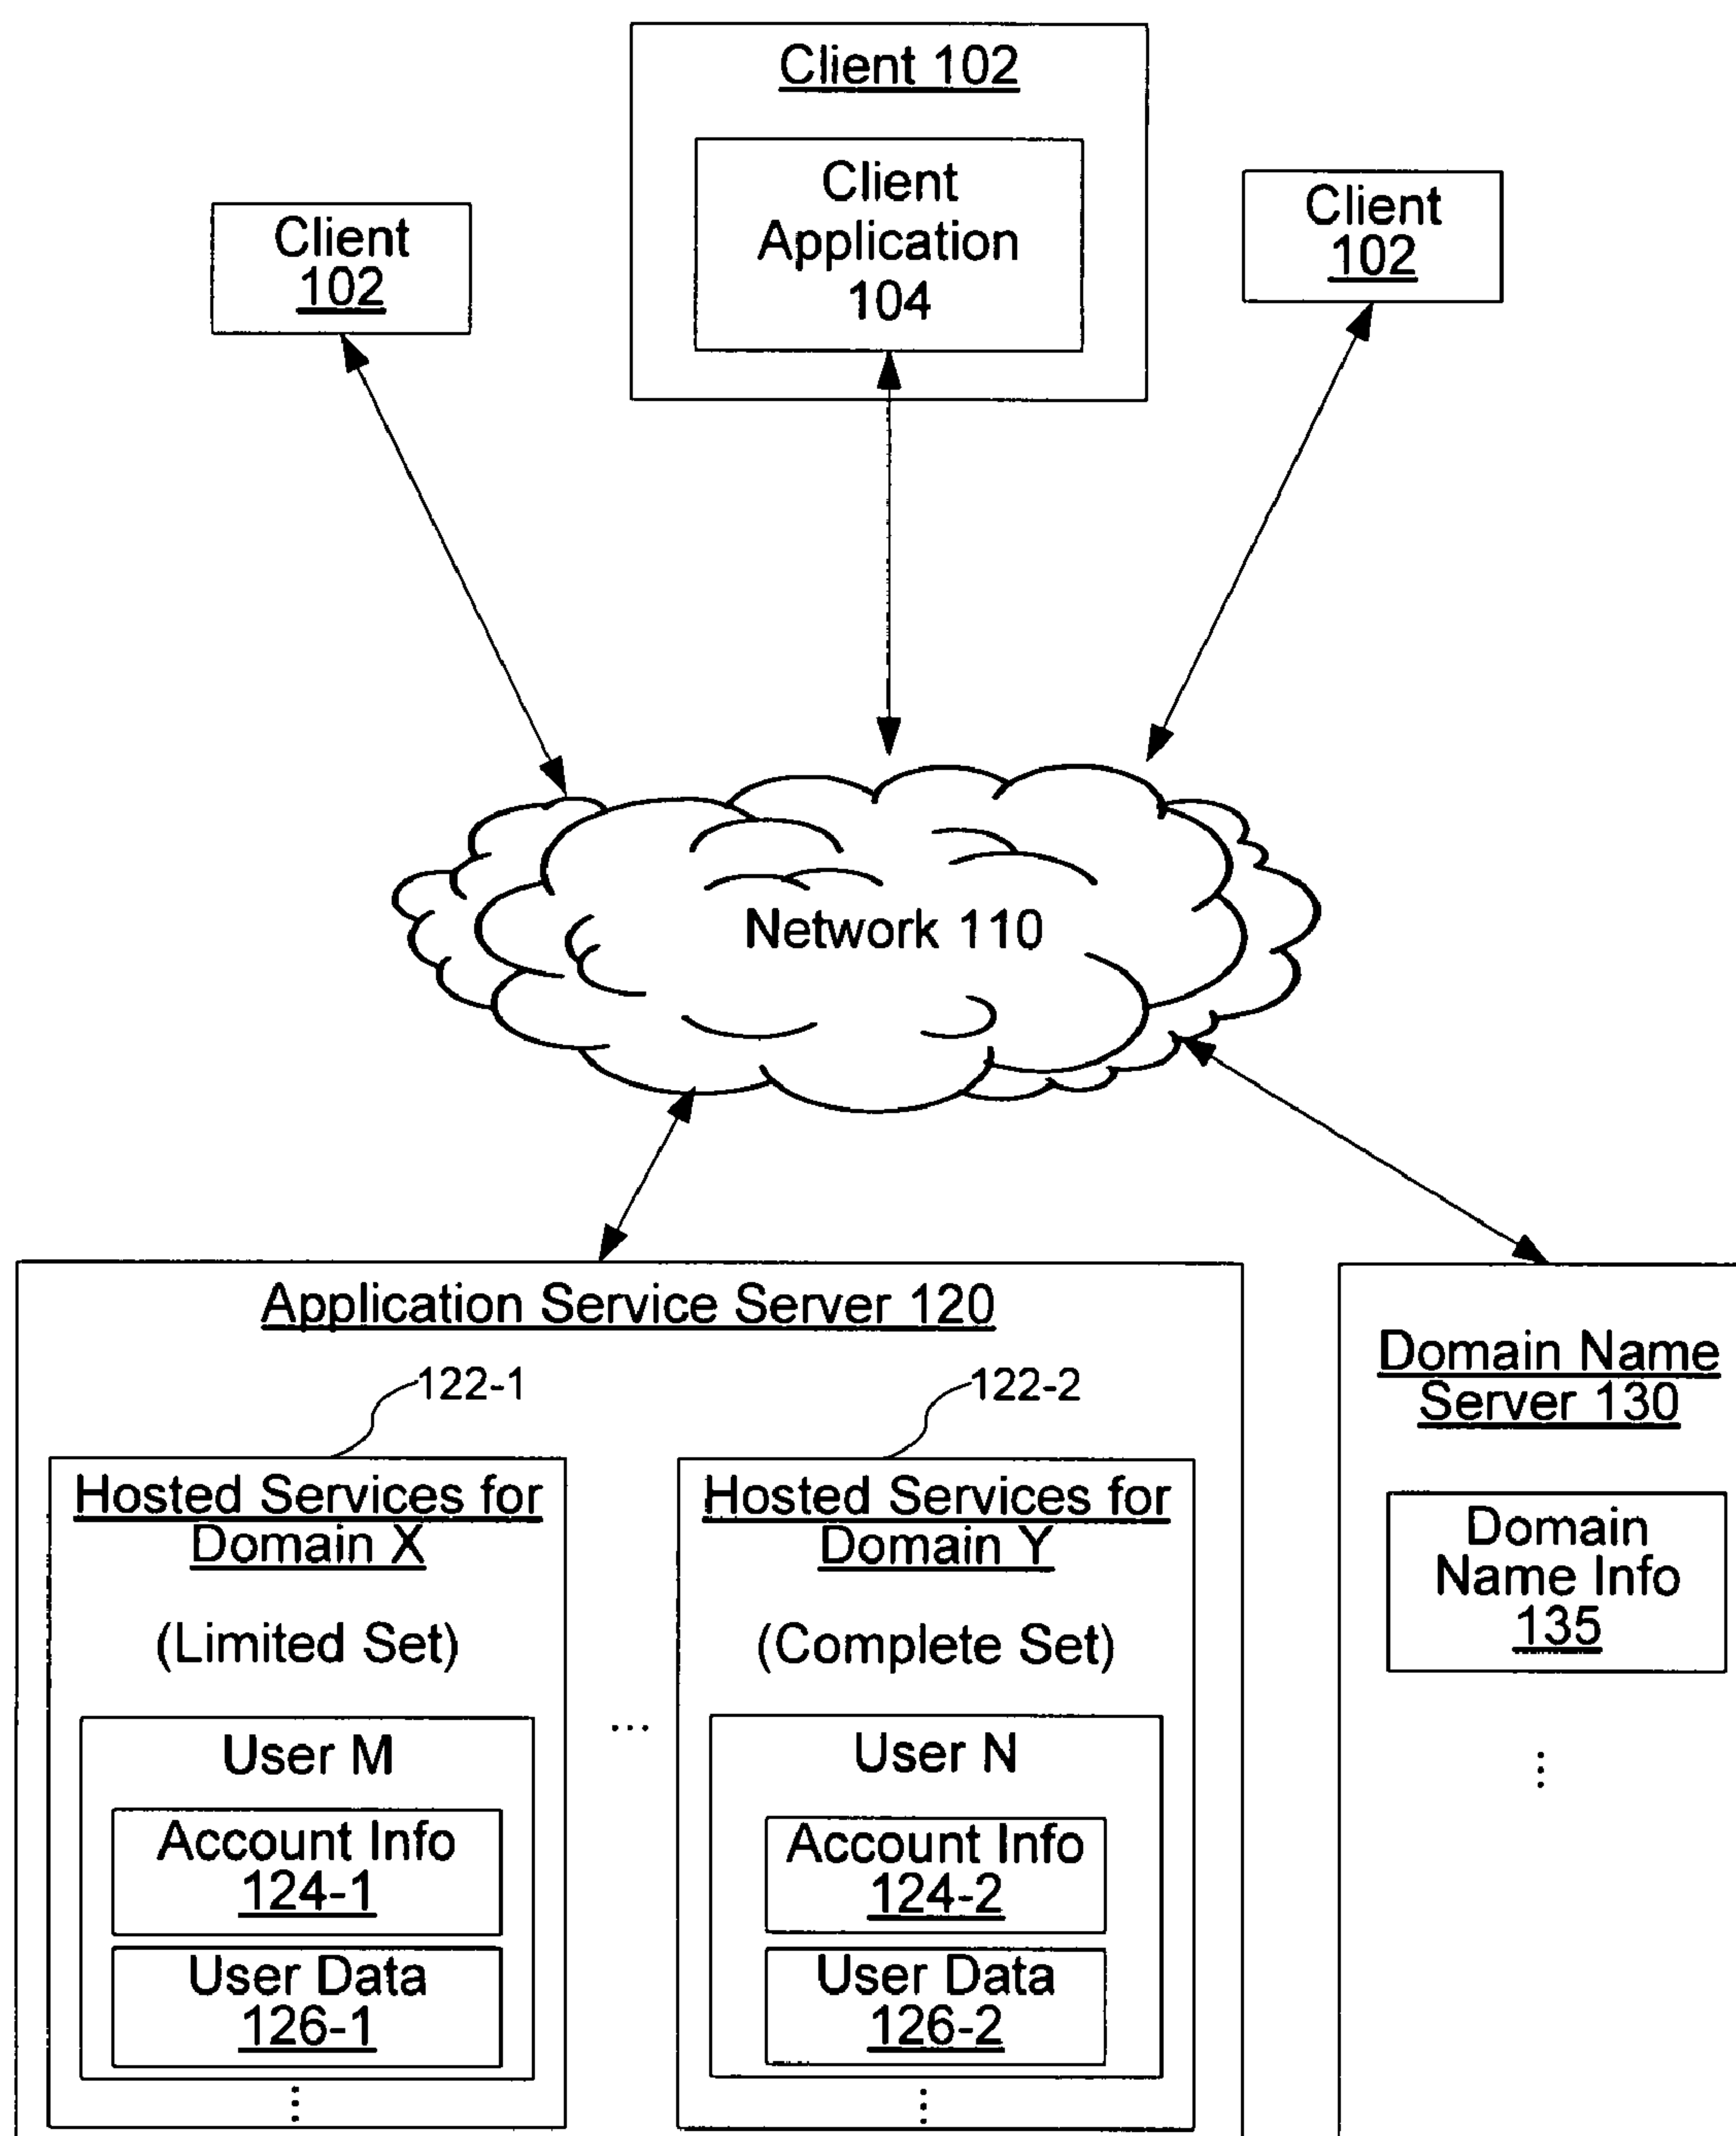 Client 102
Client
Application
104
Client
102
Client
102
Network 110
Application Service Server 120
122-1
122-2
Hosted Services for
Domain X
(Limited Set)
User M
Account Info
124-1
User Data
126-1
⋮
...
Hosted Services for
Domain Y
(Complete Set)
User N
Account Info
124-2
User Data
126-2
⋮
Domain Name
Server 130
Domain
Name Info
135
⋮